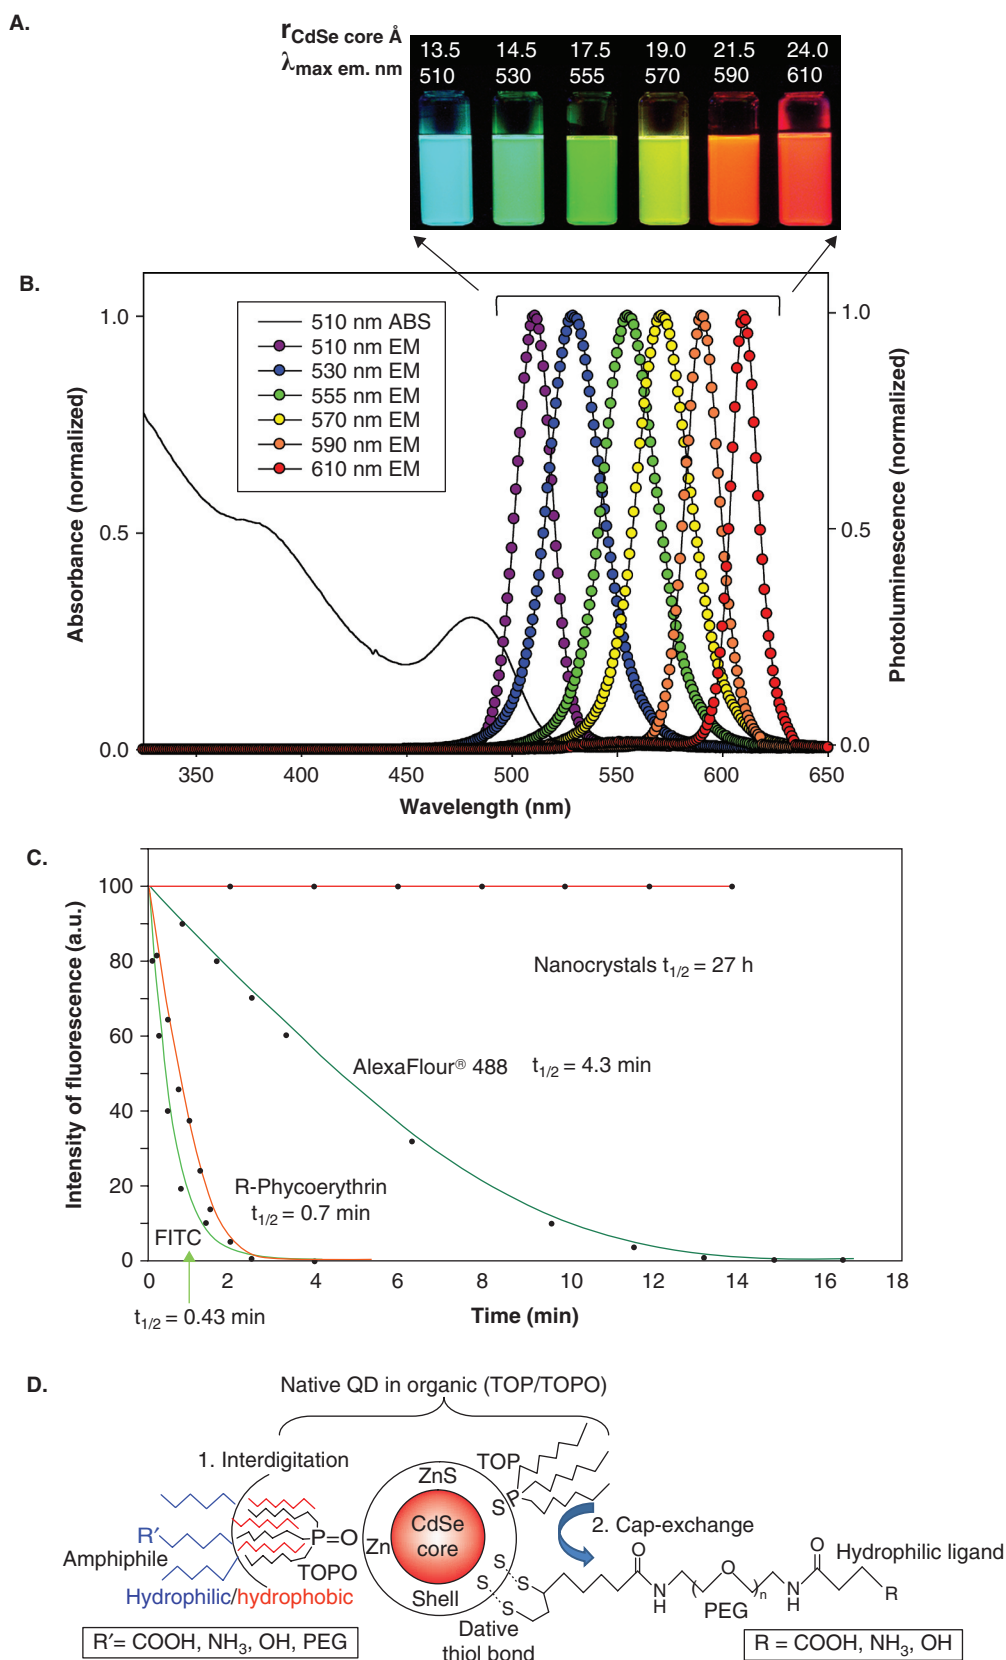 A.
rCdSe core Å 13.5 14.5 17.5 19.0 21.5 24.0
λmax em. nm 510 530 555 570 590 610
B.
510 nm ABS
510 nm EM
530 nm EM
555 nm EM
570 nm EM
590 nm EM
610 nm EM
Absorbance (normalized)
1.0
0.5
0.0
Photoluminescence (normalized)
1.0
0.5
0.0
350 400 450 500 550 600 650
Wavelength (nm)
C.
Intensity of fluorescence (a.u.)
100
80
60
40
20
0
Nanocrystals t1/2 = 27 h
AlexaFlour® 488 t1/2 = 4.3 min
R-Phycoerythrin
t1/2 = 0.7 min
FITC
0 2 4 6 8 10 12 14 16 18
t1/2 = 0.43 min
Time (min)
D.
Native QD in organic (TOP/TOPO)
1. Interdigitation
TOP
ZnS
S P
2. Cap-exchange
CdSe
core
R′
P=O
Zn
Amphiphile
TOPO
Hydrophilic/hydrophobic
Shell
S
S
S
S
Dative
thiol bond
O
N
H
O
n
PEG
N
H
O
R
Hydrophilic ligand
R′= COOH, NH3, OH, PEG
R = COOH, NH3, OH